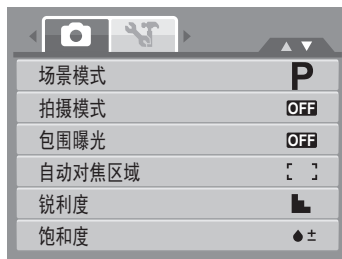 场景模式 P
拍摄模式 OFF
包围曝光 OFF
自动对焦区域
锐利度
饱和度